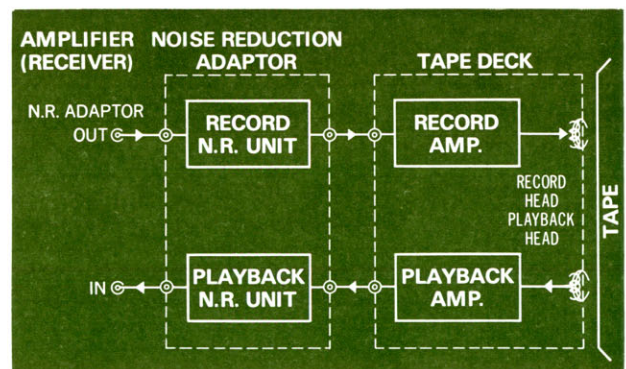 AMPLIFIER
(RECEIVER)
NOISE REDUCTION
ADAPTOR
TAPE DECK
N.R. ADAPTOR
OUT
RECORD
N.R. UNIT
RECORD
AMP.
RECORD
HEAD
PLAYBACK
HEAD
TAPE
IN
PLAYBACK
N.R. UNIT
PLAYBACK
AMP.